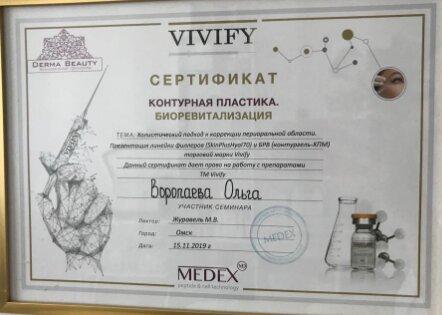 DERMA BEAUTY
VIVIFY
СЕРТИФИКАТ
КОНТУРНАЯ ПЛАСТИКА.
БИОРЕВИТАЛИЗАЦИЯ
ТЕМА: Холистический подход к коррекции периоральной области.
Презентация линейки филлеров (SkinPlusHyal70) и БРВ (контургель-КПМ)
торговой марки Vivify
Данный сертификат дает право на работу с препаратами
ТМ Vivify
Воропаева Ольга
УЧАСТНИК СЕМИНАРА
Лектор: Журавель М.В.
Город: Омск
Дата: 15.11.2019 г
MEDEX
MEDEX
peptide & cell technology